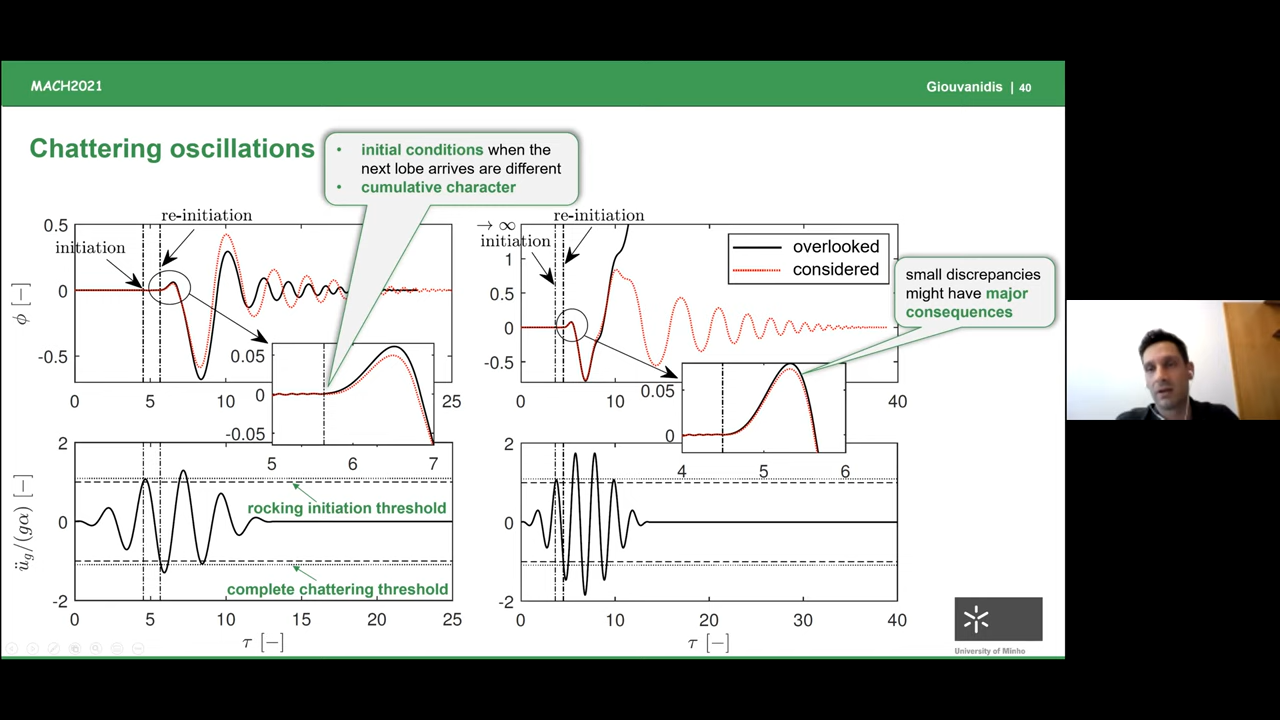 MACH2021
Giouvanidis | 40
Chattering oscillations
• initial conditions when the
next lobe arrives are different
• cumulative character
re-initiation
initiation
0.5
0
-0.5
ϕ [−]
0
5
10
25
0.05
0
-0.05
5
6
7
→ ∞
re-initiation
initiation
1
0.5
0
-0.5
0
10
40
overlooked
considered
small discrepancies
might have major
consequences
0.05
0
4
5
6
2
0
-2
ü_g/(gα) [−]
rocking initiation threshold
complete chattering threshold
0
5
10
15
20
25
τ [−]
2
0
-2
0
10
20
30
40
τ [−]
University of Minho